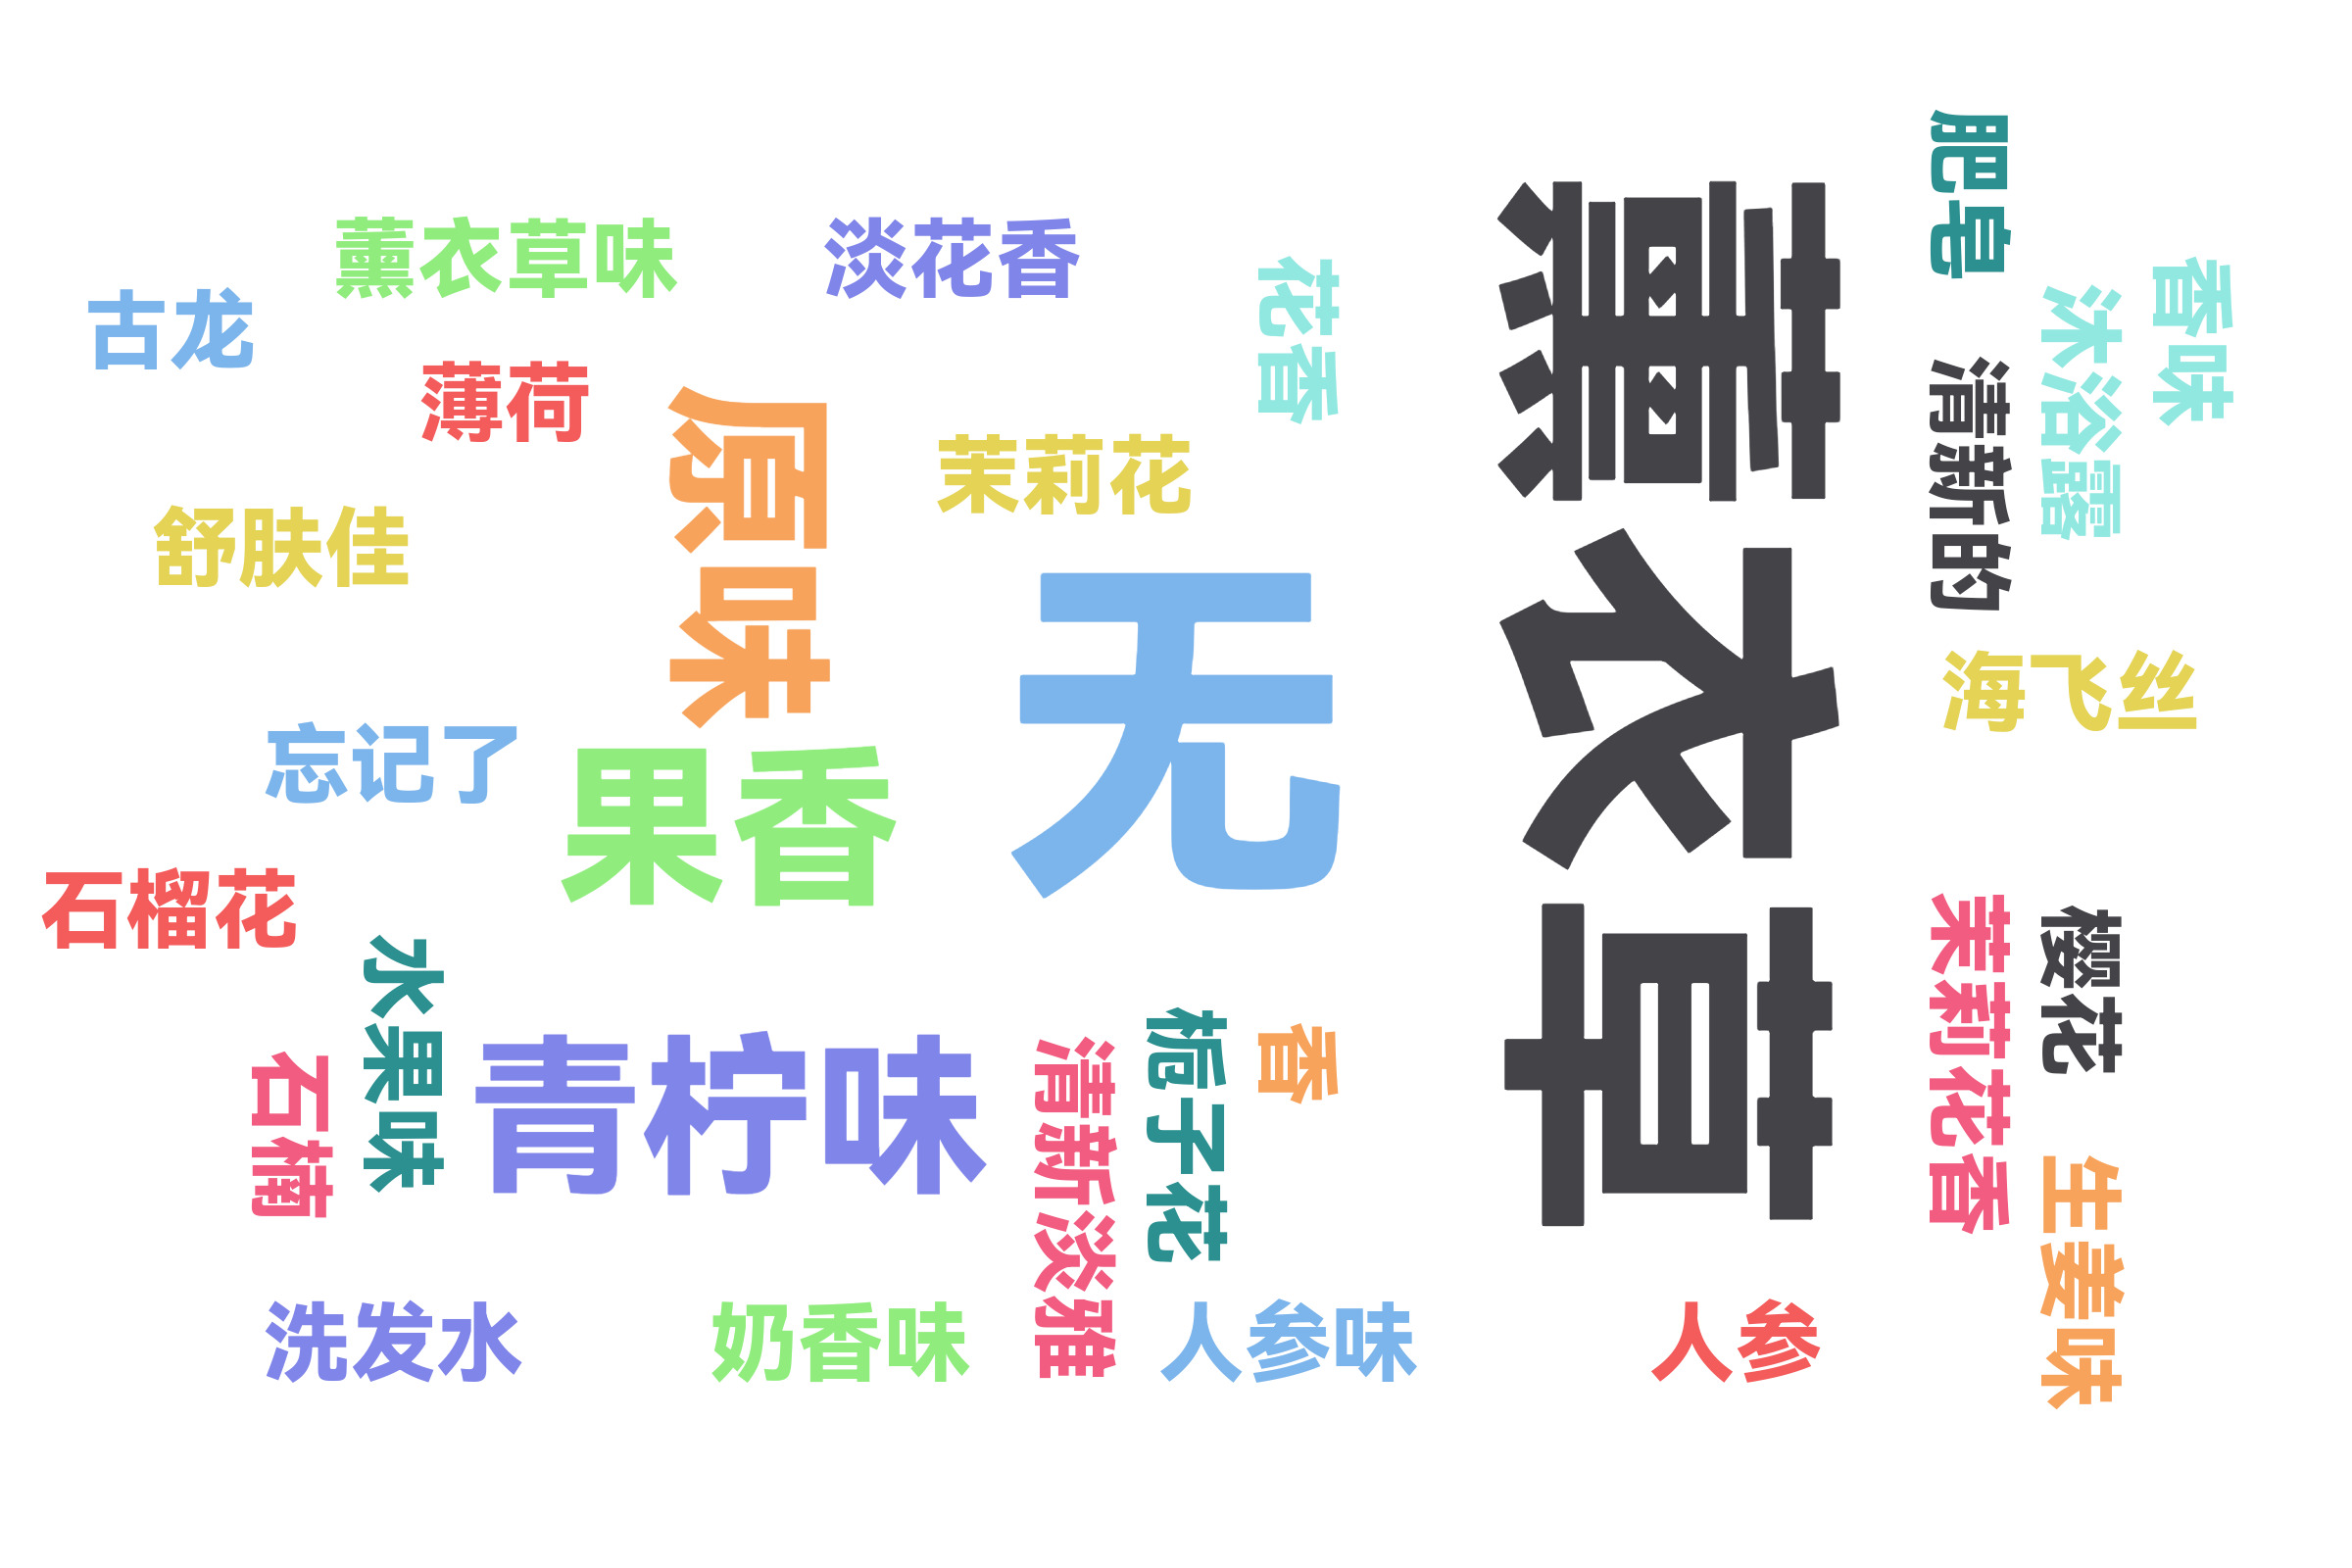 肥皂
薰衣草
薰衣草味
淡花香
花香
香味
沐浴露
古龙
薄荷
清新的
原味
茉莉花
舒肤佳
无
海飞丝
忘记了
果香
石榴花
茉莉花香
樱花
水果味
栀子花
香
青柠味
清新淡雅
石楠
生姜味
洗发水
奶香味
人参味
人参